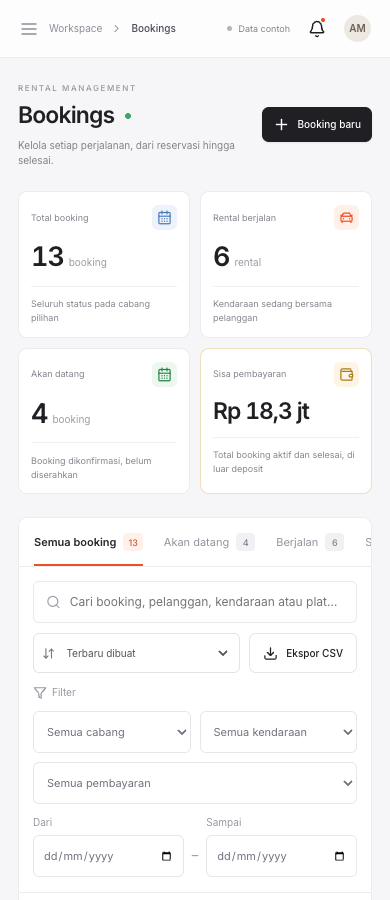 Workspace > Bookings
Data contoh
AM
RENTAL MANAGEMENT
Bookings
Kelola setiap perjalanan, dari reservasi hingga
selesai.
Booking baru
Total booking
13 booking
Seluruh status pada cabang
pilihan
Rental berjalan
6 rental
Kendaraan sedang bersama
pelanggan
Akan datang
4 booking
Booking dikonfirmasi, belum
diserahkan
Sisa pembayaran
Rp 18,3 jt
Total booking aktif dan selesai, di
luar deposit
Semua booking 13 Akan datang 4 Berjalan 6 S
Cari booking, pelanggan, kendaraan atau plat...
Terbaru dibuat
Ekspor CSV
Filter
Semua cabang
Semua kendaraan
Semua pembayaran
Dari
Sampai
dd/mm/yyyy – dd/mm/yyyy